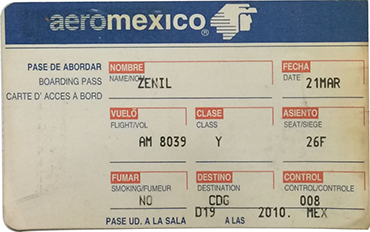 aeromexico®
PASE DE ABORDAR
BOARDING PASS
CARTE D' ACCES À BORD
NOMBRE
NAME/NOM
ZENIL
FECHA
DATE 21MAR
VUELÓ
FLIGHT/VOL
AM 8039
CLASE
CLASS
Y
ASIENTO
SEAT/SIEGE
26F
FUMAR
SMOKING/FUMEUR
NO
DESTINO
DESTINATION
CDG
CONTROL
CONTROL/CONTROLE
008
D19 2010. MEX
PASE UD. A LA SALA A LAS